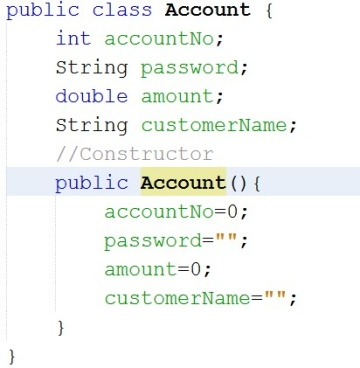 public class Account {
    int accountNo;
    String password;
    double amount;
    String customerName;
    //Constructor
    public Account(){
        accountNo=0;
        password="";
        amount=0;
        customerName="";
    }
}